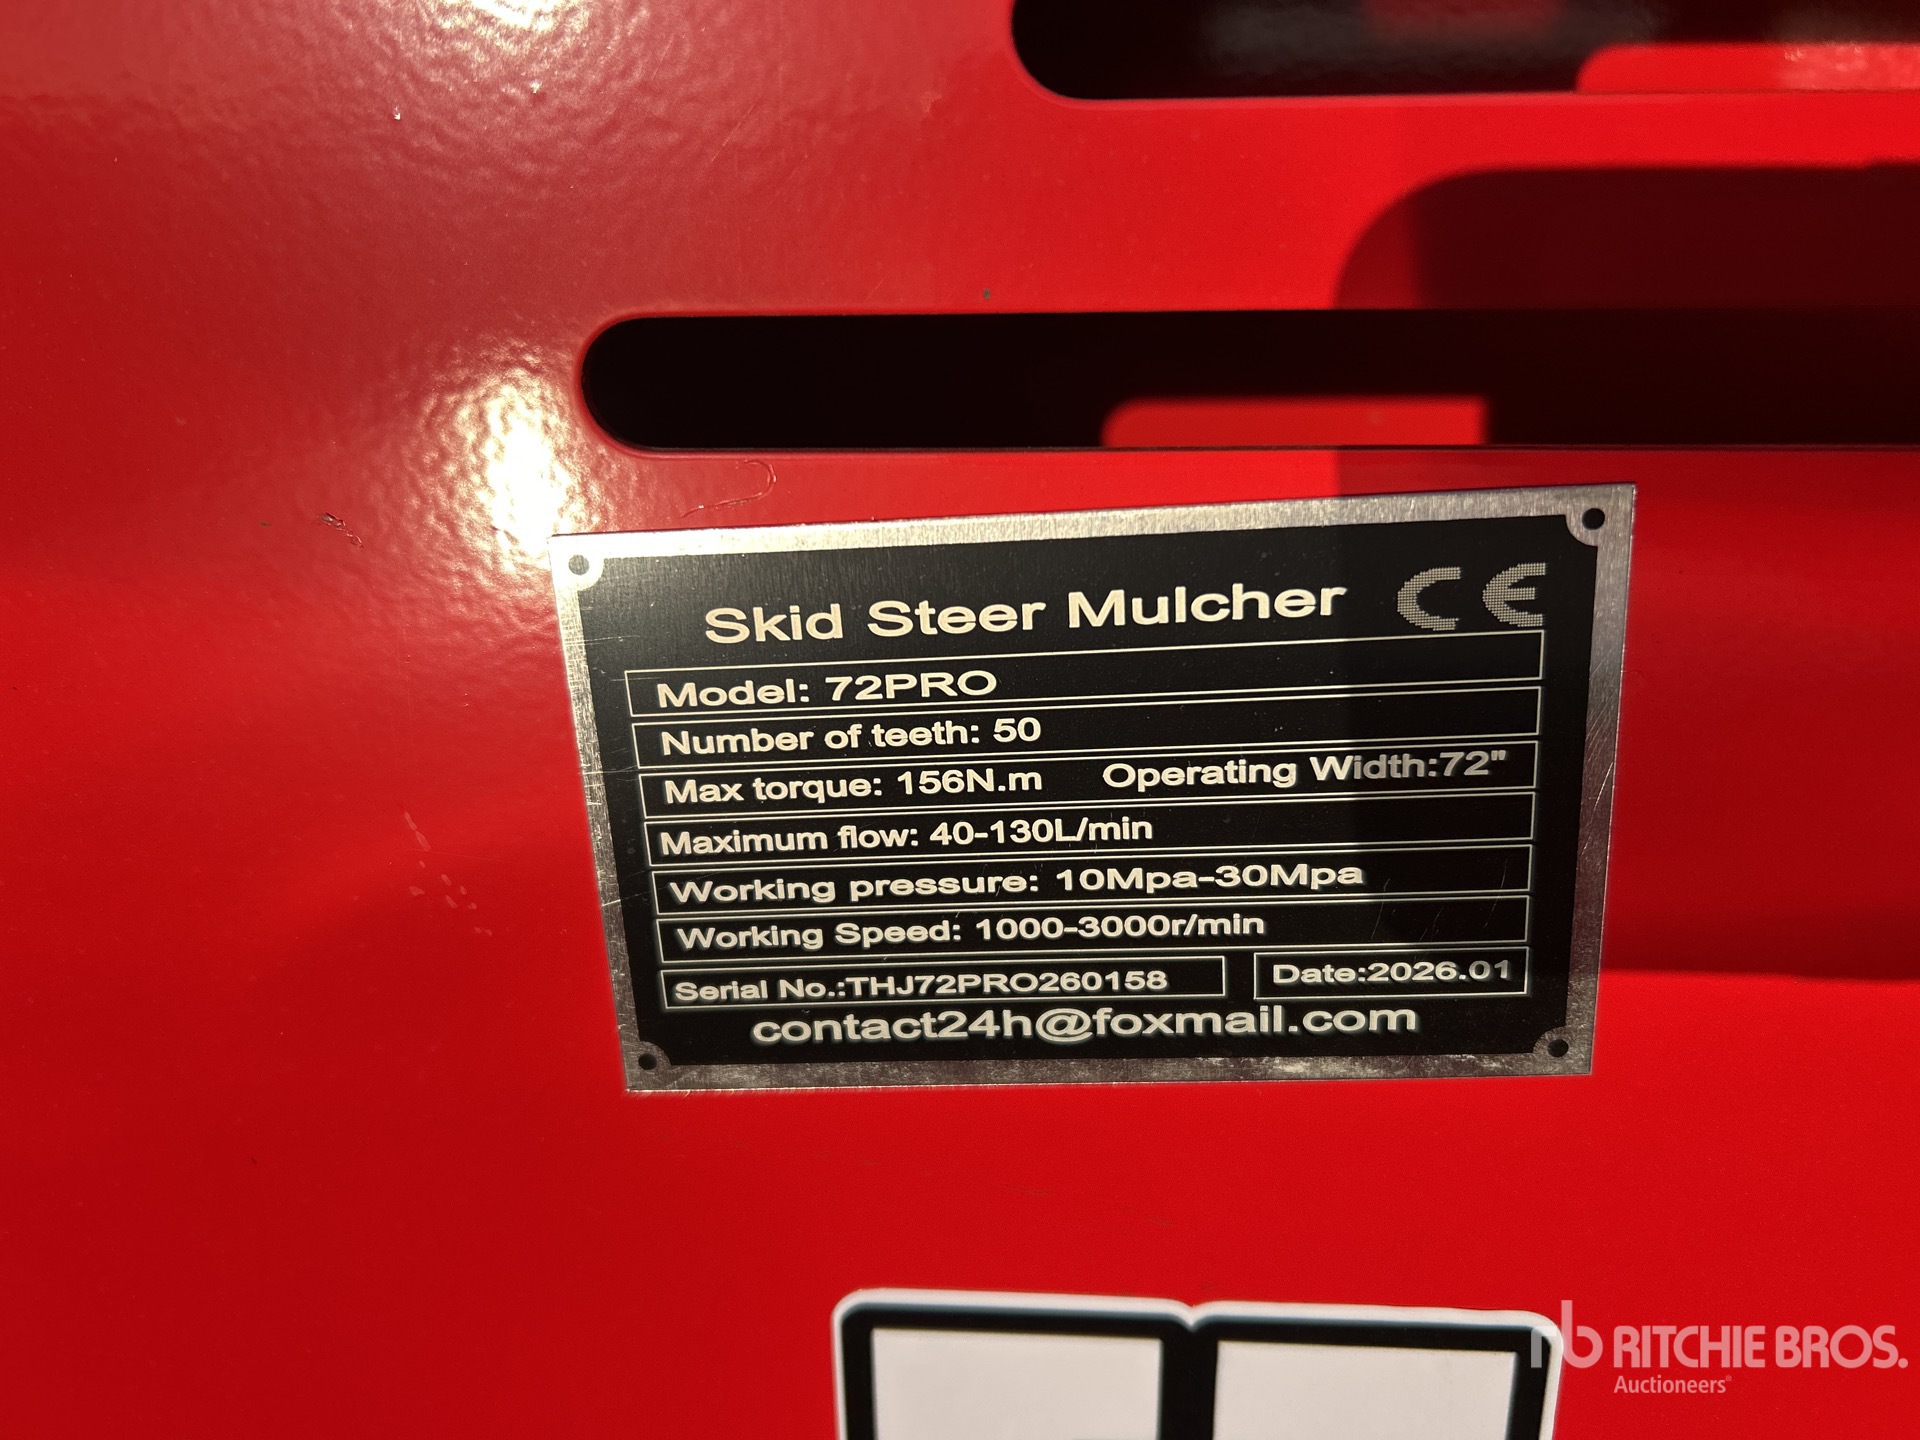 Skid Steer Mulcher CE
Model: 72PRO
Number of teeth: 50
Max torque: 156N.m Operating Width:72"
Maximum flow: 40-130L/min
Working pressure: 10Mpa-30Mpa
Working Speed: 1000-3000r/min
Serial No.:THJ72PRO260158 Date:2026.01
contact24h@foxmail.com
rb RITCHIE BROS.
Auctioneers